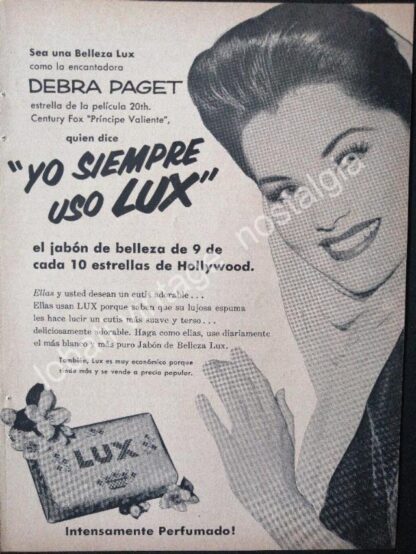 Sea una Belleza Lux
como la encantadora
DEBRA PAGET
estrella de la película 20th.
Century Fox "Príncipe Valiente",
quien dice
"YO SIEMPRE
USO LUX"
el jabón de belleza de 9 de
cada 10 estrellas de Hollywood.
Ellas y usted desean un cutis adorable...
Ellas usan LUX porque saben que su lujosa espuma
les hace lucir un cutis más suave y terso...
deliciosamente adorable. Haga como ellas, use diariamente
el más blanco y más puro Jabón de Belleza Lux.
También, Lux es muy económico porque
rinde más y se vende a precio popular.
LUX
Intensamente Perfumado!
vintage nostalgia